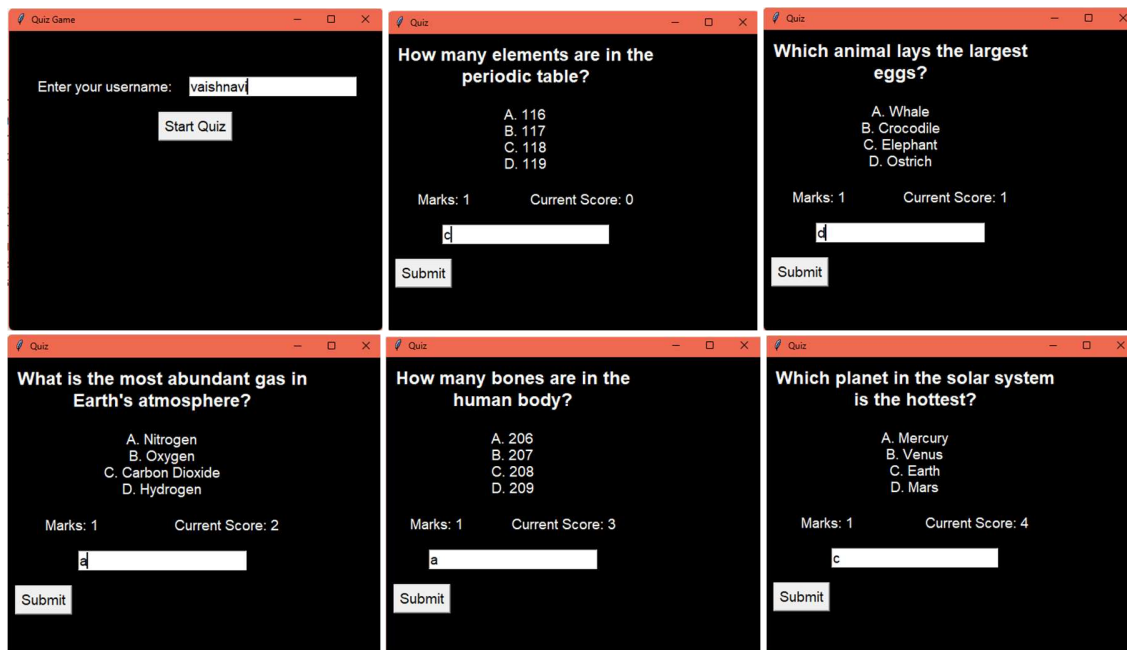 Quiz Game
Enter your username: vaishnavi
Start Quiz
Quiz
How many elements are in the
periodic table?
A. 116
B. 117
C. 118
D. 119
Marks: 1 Current Score: 0
c
Submit
Quiz
Which animal lays the largest
eggs?
A. Whale
B. Crocodile
C. Elephant
D. Ostrich
Marks: 1 Current Score: 1
d
Submit
Quiz
What is the most abundant gas in
Earth's atmosphere?
A. Nitrogen
B. Oxygen
C. Carbon Dioxide
D. Hydrogen
Marks: 1 Current Score: 2
a
Submit
Quiz
How many bones are in the
human body?
A. 206
B. 207
C. 208
D. 209
Marks: 1 Current Score: 3
a
Submit
Quiz
Which planet in the solar system
is the hottest?
A. Mercury
B. Venus
C. Earth
D. Mars
Marks: 1 Current Score: 4
c
Submit